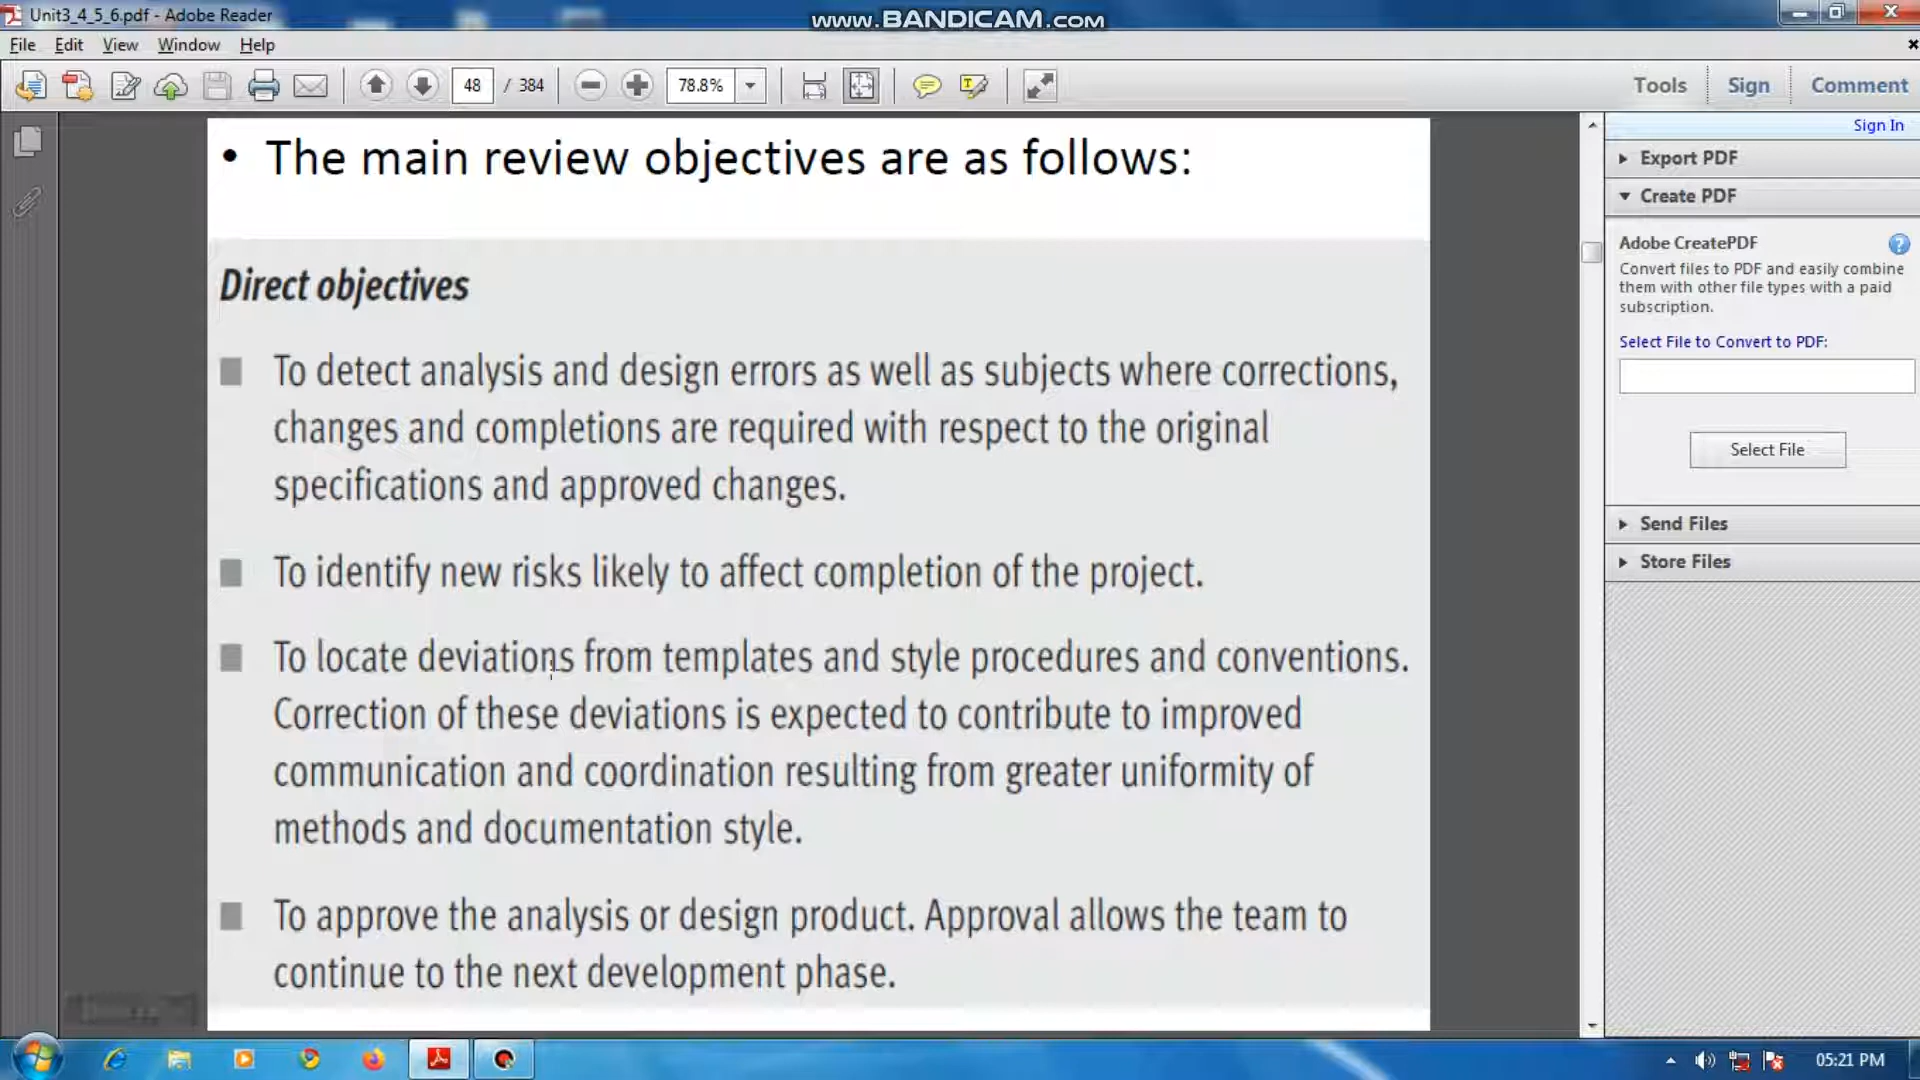 Unit3_4_5_6.pdf - Adobe Reader
www.BANDICAM.com
File Edit View Window Help
48 / 384 78.8% Tools Sign Comment
Sign In
• The main review objectives are as follows:
Export PDF
Create PDF
Adobe CreatePDF
Convert files to PDF and easily combine
them with other file types with a paid
subscription.
Select File to Convert to PDF:
Select File
Send Files
Store Files
Direct objectives
To detect analysis and design errors as well as subjects where corrections,
changes and completions are required with respect to the original
specifications and approved changes.
To identify new risks likely to affect completion of the project.
To locate deviations from templates and style procedures and conventions.
Correction of these deviations is expected to contribute to improved
communication and coordination resulting from greater uniformity of
methods and documentation style.
To approve the analysis or design product. Approval allows the team to
continue to the next development phase.
05:21 PM